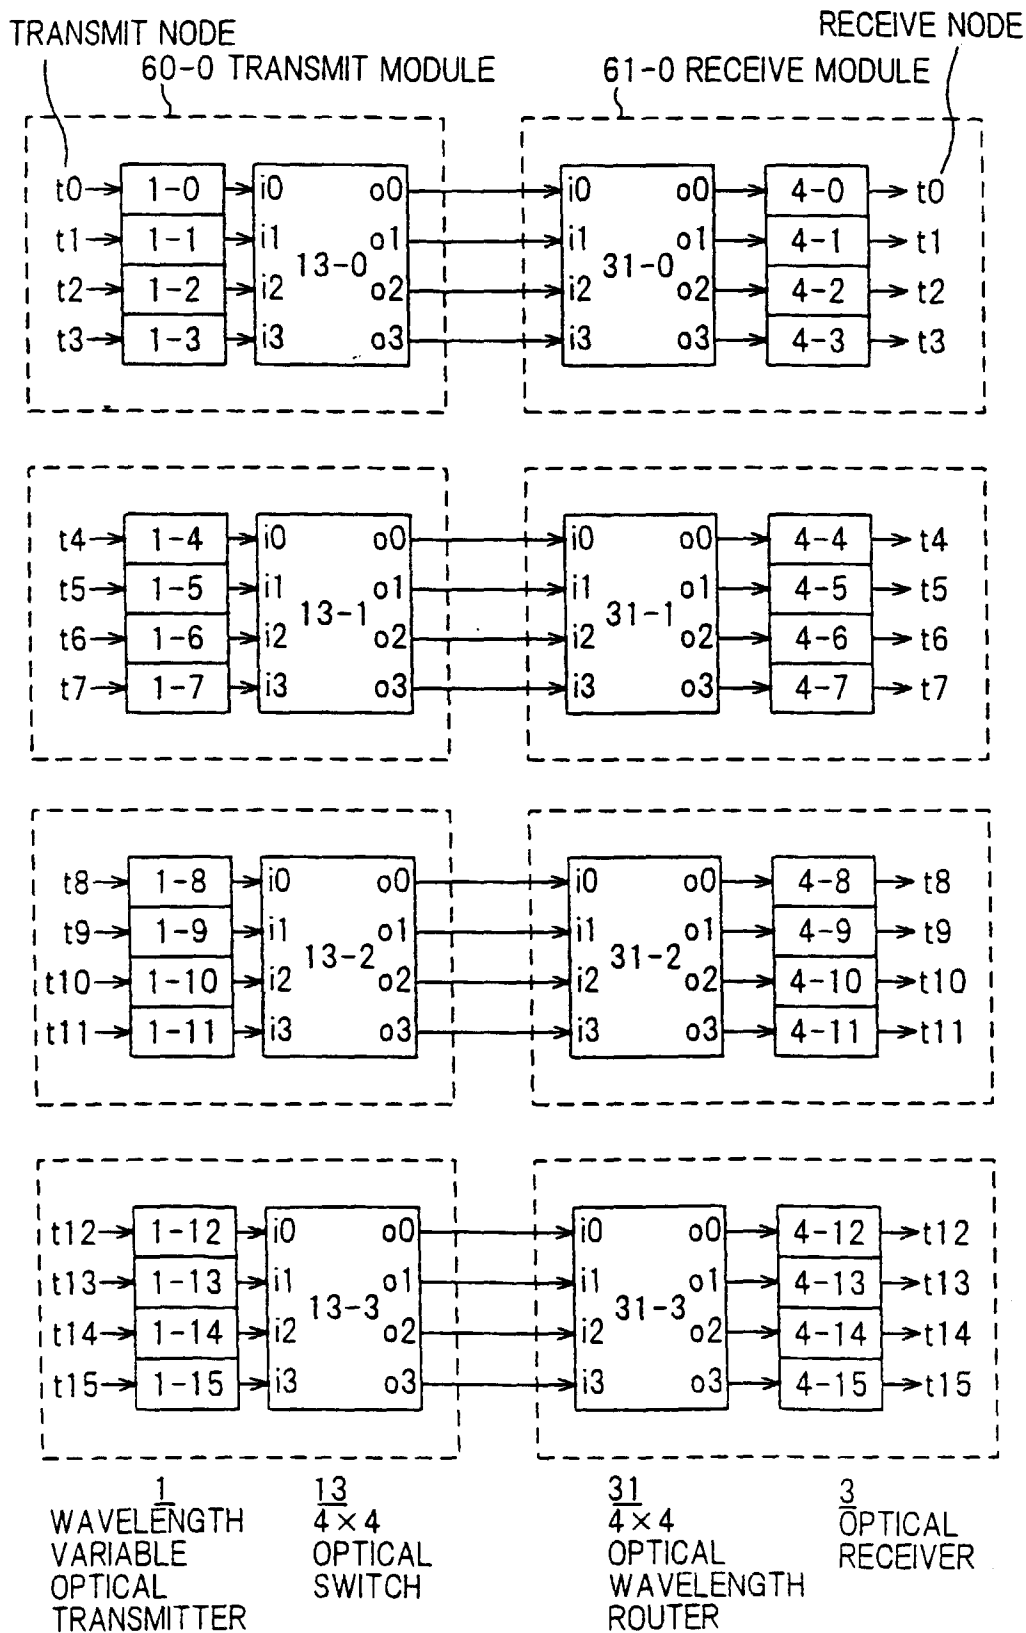 TRANSMIT NODE
RECEIVE NODE
60-0 TRANSMIT MODULE
61-0 RECEIVE MODULE
t0 1-0 i0 o0 i0 o0 4-0 t0
t1 1-1 i1 o1 i1 o1 4-1 t1
13-0 31-0
t2 1-2 i2 o2 i2 o2 4-2 t2
t3 1-3 i3 o3 i3 o3 4-3 t3
t4 1-4 i0 o0 i0 o0 4-4 t4
t5 1-5 i1 o1 i1 o1 4-5 t5
13-1 31-1
t6 1-6 i2 o2 i2 o2 4-6 t6
t7 1-7 i3 o3 i3 o3 4-7 t7
t8 1-8 i0 o0 i0 o0 4-8 t8
t9 1-9 i1 o1 i1 o1 4-9 t9
13-2 31-2
t10 1-10 i2 o2 i2 o2 4-10 t10
t11 1-11 i3 o3 i3 o3 4-11 t11
t12 1-12 i0 o0 i0 o0 4-12 t12
t13 1-13 i1 o1 i1 o1 4-13 t13
13-3 31-3
t14 1-14 i2 o2 i2 o2 4-14 t14
t15 1-15 i3 o3 i3 o3 4-15 t15
1
WAVELENGTH
VARIABLE
OPTICAL
TRANSMITTER
13
4×4
OPTICAL
SWITCH
31
4×4
OPTICAL
WAVELENGTH
ROUTER
3
OPTICAL
RECEIVER